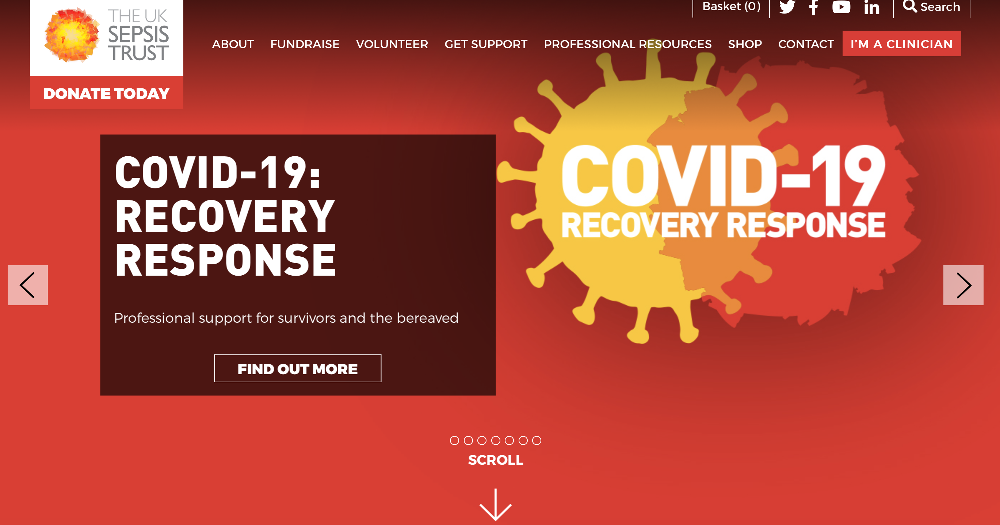 Basket (0)
Search
THE UK
SEPSIS
TRUST
ABOUT FUNDRAISE VOLUNTEER GET SUPPORT PROFESSIONAL RESOURCES SHOP CONTACT I’M A CLINICIAN
DONATE TODAY
COVID-19:
RECOVERY
RESPONSE
Professional support for survivors and the bereaved
FIND OUT MORE
COVID-19
RECOVERY RESPONSE
SCROLL